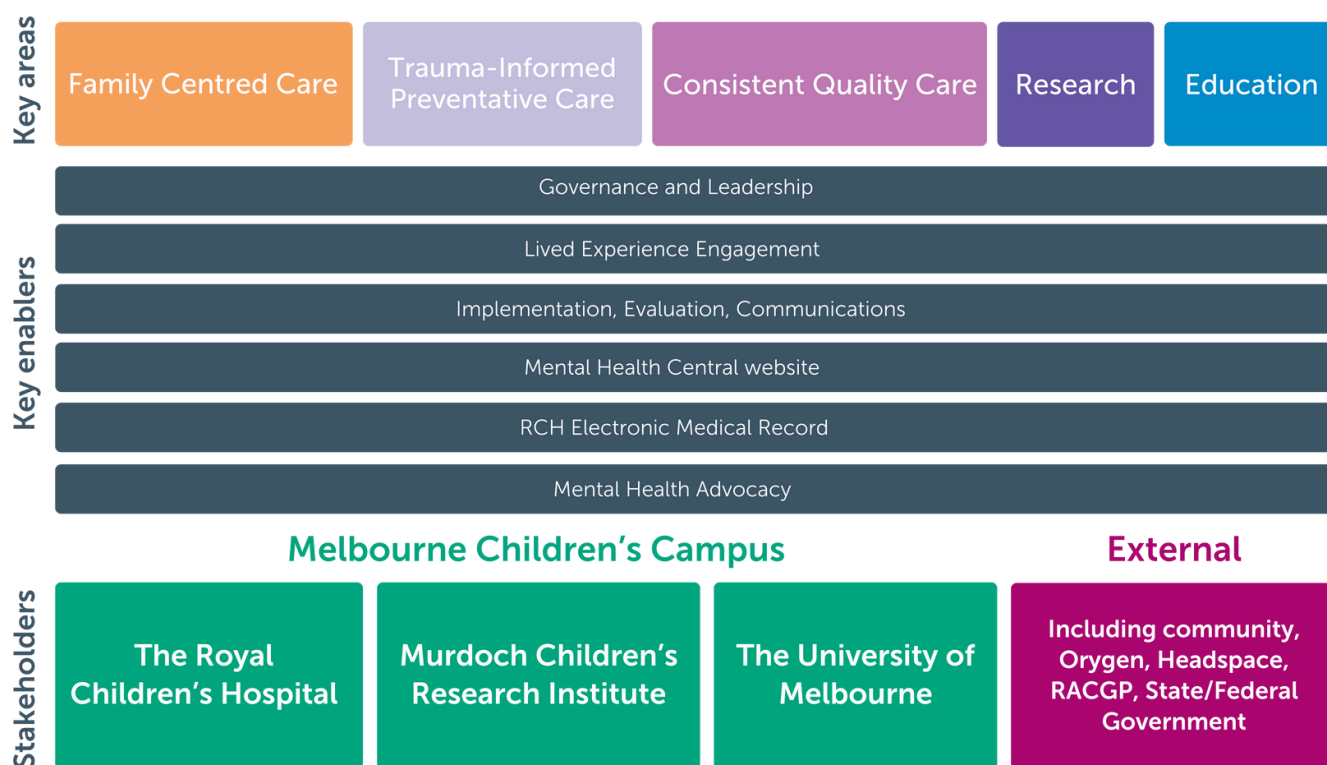 Key areas
Family Centred Care
Trauma-Informed
Preventative Care
Consistent Quality Care
Research
Education
Key enablers
Governance and Leadership
Lived Experience Engagement
Implementation, Evaluation, Communications
Mental Health Central website
RCH Electronic Medical Record
Mental Health Advocacy
Stakeholders
Melbourne Children's Campus
The Royal
Children's Hospital
Murdoch Children's
Research Institute
The University of
Melbourne
External
Including community,
Orygen, Headspace,
RACGP, State/Federal
Government